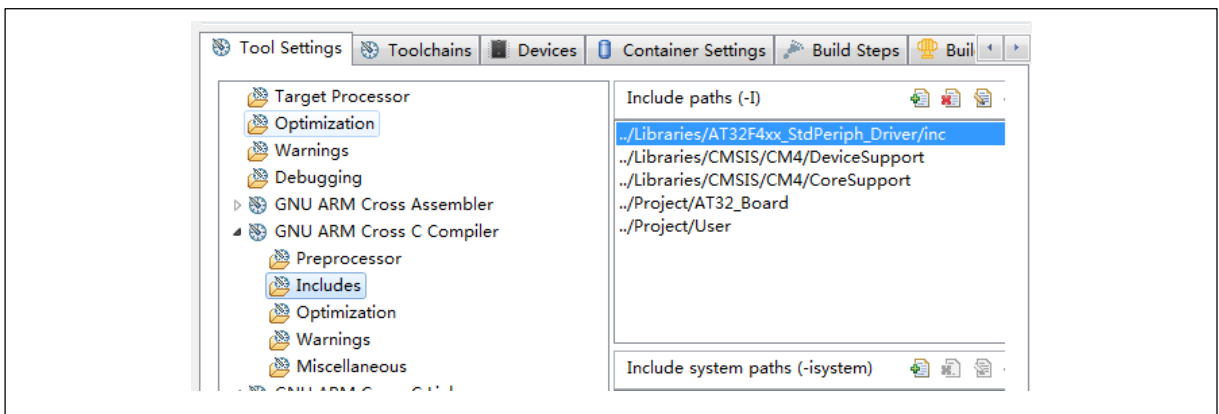 Tool Settings Toolchains Devices Container Settings Build Steps Buil
Target Processor
Optimization
Warnings
Debugging
GNU ARM Cross Assembler
GNU ARM Cross C Compiler
Preprocessor
Includes
Optimization
Warnings
Miscellaneous
Include paths (-I)
../Libraries/AT32F4xx_StdPeriph_Driver/inc
../Libraries/CMSIS/CM4/DeviceSupport
../Libraries/CMSIS/CM4/CoreSupport
../Project/AT32_Board
../Project/User
Include system paths (-isystem)